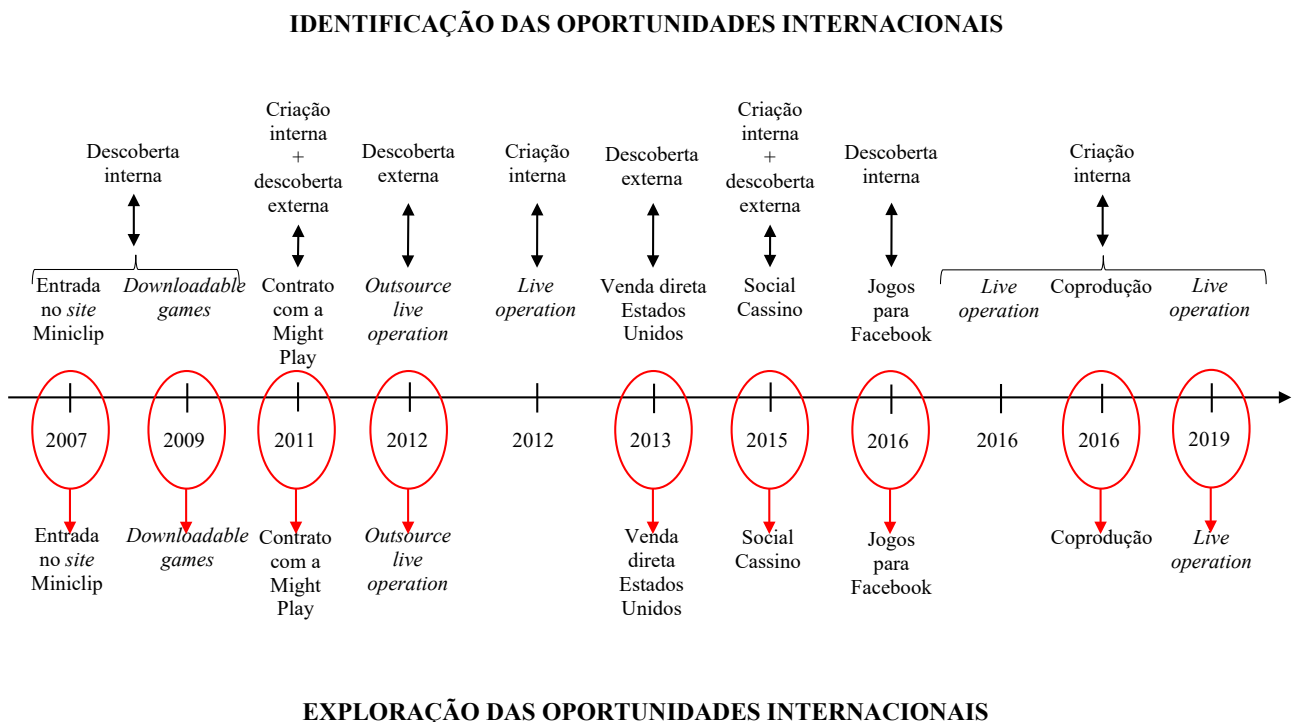 IDENTIFICAÇÃO DAS OPORTUNIDADES INTERNACIONAIS
Descoberta
interna
Criação
interna
+
descoberta
externa
Descoberta
externa
Criação
interna
Descoberta
externa
Criação
interna
+
descoberta
externa
Descoberta
interna
Criação
interna
Entrada
no site
Miniclip
Downloadable
games
Contrato
com a
Might
Play
Outsource
live
operation
Live
operation
Venda direta
Estados
Unidos
Social
Cassino
Jogos
para
Facebook
Live
operation
Coprodução
Live
operation
2007
2009
2011
2012
2012
2013
2015
2016
2016
2016
2019
Entrada
no site
Miniclip
Downloadable
games
Contrato
com a
Might
Play
Outsource
live
operation
Venda
direta
Estados
Unidos
Social
Cassino
Jogos
para
Facebook
Coprodução
Live
operation
EXPLORAÇÃO DAS OPORTUNIDADES INTERNACIONAIS